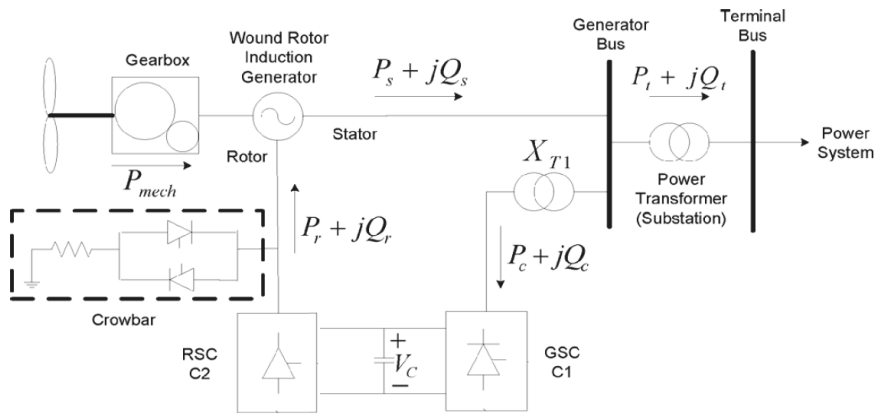 Gearbox
Wound Rotor
Induction
Generator
Generator
Bus
Terminal
Bus
P_s + jQ_s
P_t + jQ_t
Rotor
Stator
P_mech
X_T1
Power
System
Power
Transformer
(Substation)
P_r + jQ_r
P_c + jQ_c
Crowbar
RSC
C2
+
V_C
−
GSC
C1